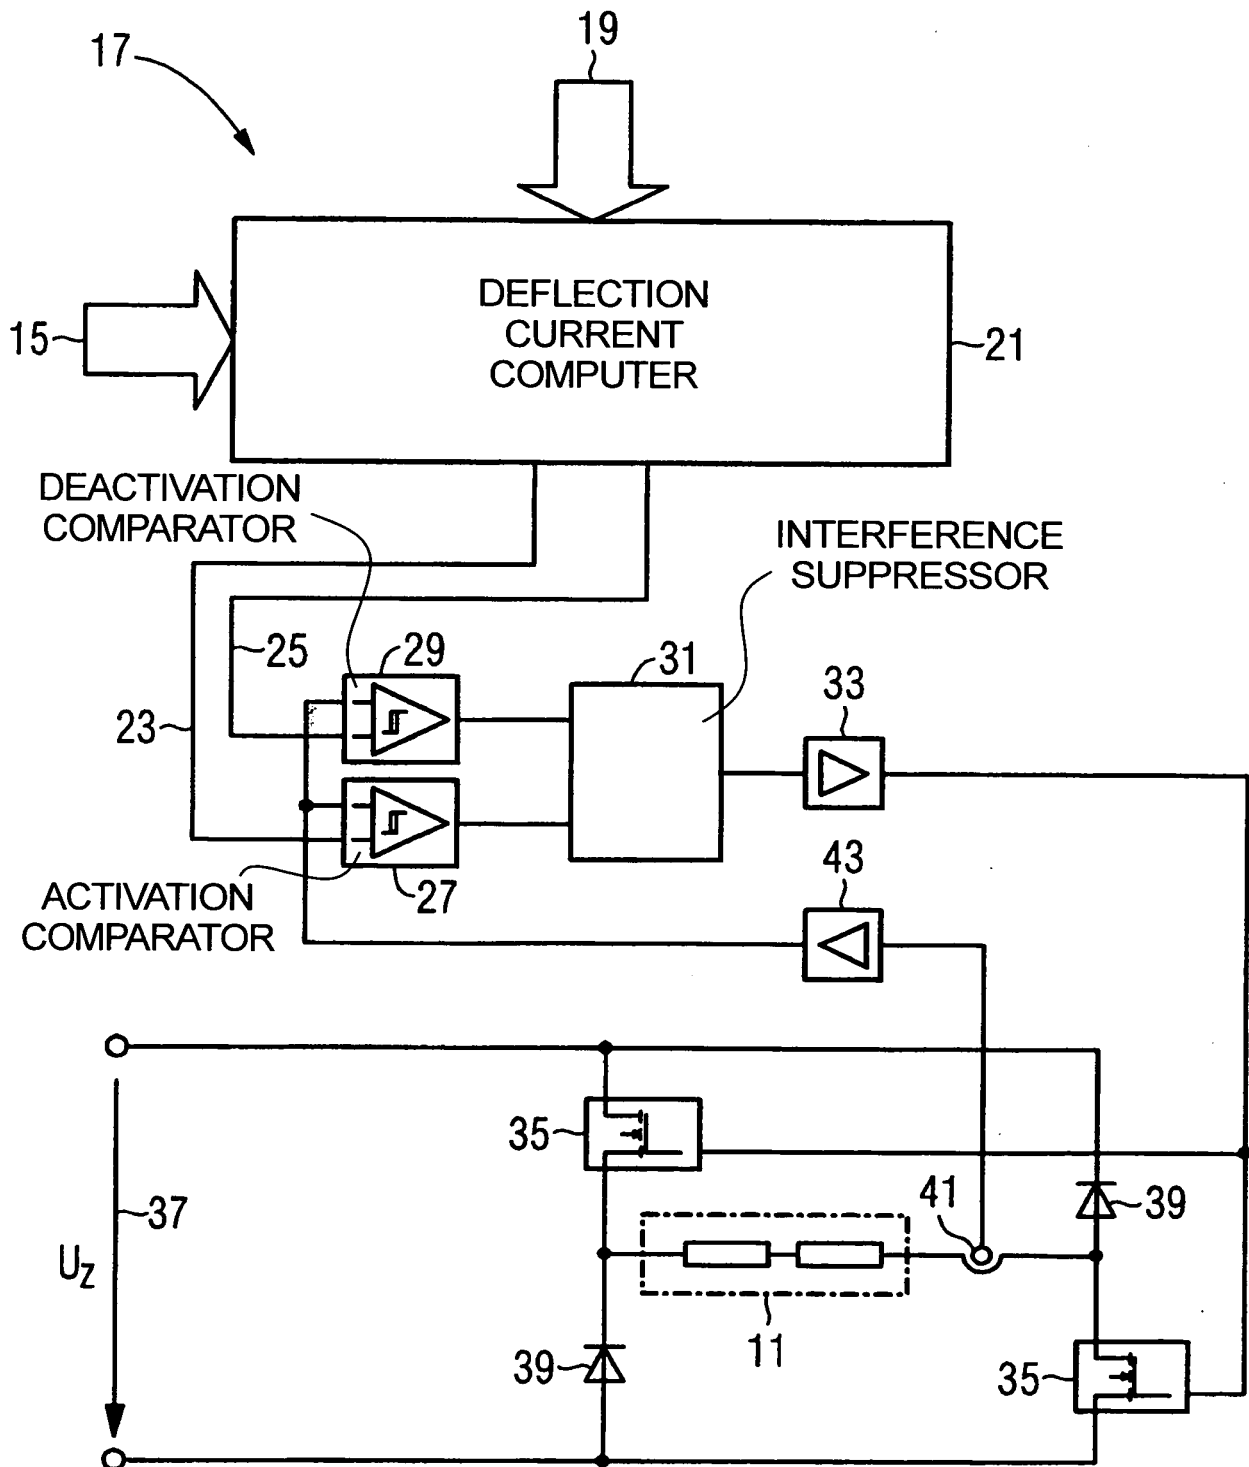 17
19
15
DEFLECTION
CURRENT
COMPUTER
21
DEACTIVATION
COMPARATOR
INTERFERENCE
SUPPRESSOR
25
29
31
33
23
27
43
ACTIVATION
COMPARATOR
35
37
41
39
UZ
11
39
35